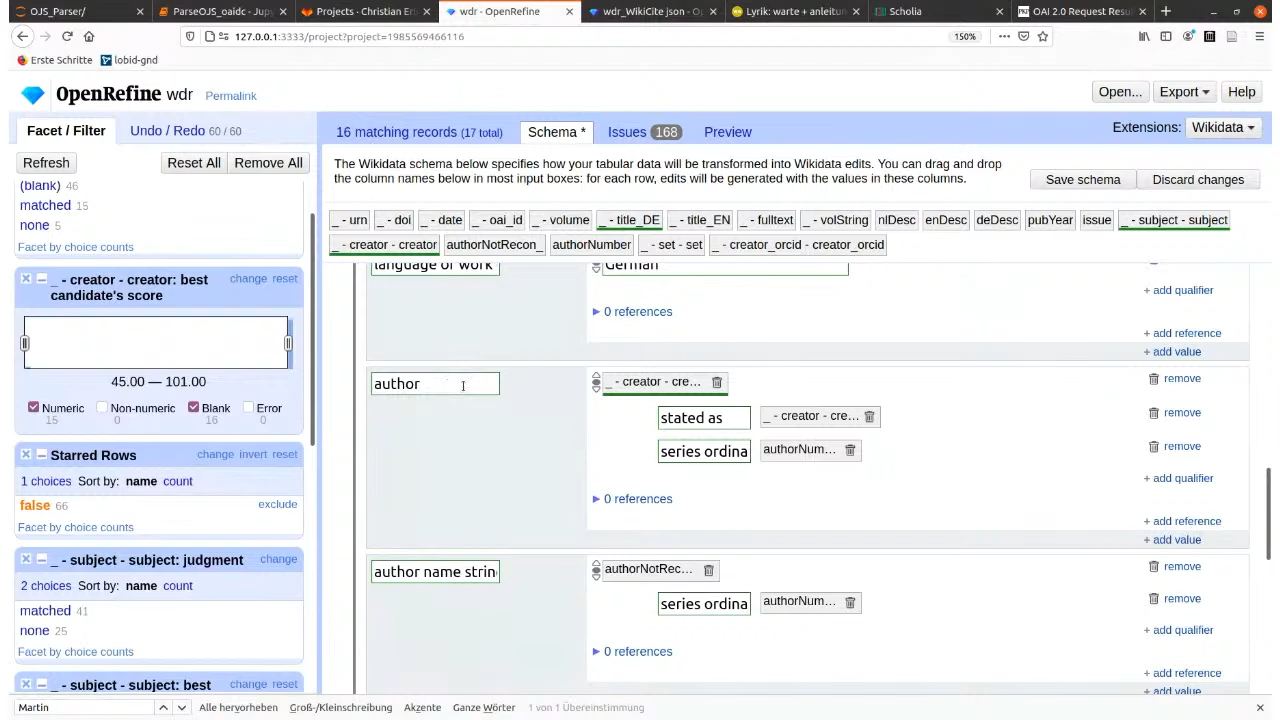 OJS_Parser/
ParseOJS_oaidc - Jupy
Projects - Christian Erl
wdr - OpenRefine
wdr_WikiCite json - Op
Lyrik: warte + anleitun
Scholia
OAI 2.0 Request Resu
127.0.0.1:3333/project?project=1985569466116
150%
Erste Schritte
lobid-gnd
OpenRefine wdr Permalink
Open... Export Help
Facet / Filter Undo / Redo 60 / 60
16 matching records (17 total) Schema * Issues 168 Preview
Extensions: Wikidata
Refresh Reset All Remove All
The Wikidata schema below specifies how your tabular data will be transformed into Wikidata edits. You can drag and drop
the column names below in most input boxes: for each row, edits will be generated with the values in these columns.
Save schema Discard changes
(blank) 46
matched 15
none 5
Facet by choice counts
_ - urn _ - doi _ - date _ - oai_id _ - volume _ - title_DE _ - title_EN _ - fulltext _ - volString nlDesc enDesc deDesc pubYear issue _ - subject - subject
_ - creator - creator authorNotRecon_ authorNumber _ - set - set _ - creator_orcid - creator_orcid
_ - creator - creator: best
candidate's score
change reset
45.00 — 101.00
Numeric Non-numeric Blank Error
15 0 16 0
Starred Rows change invert reset
1 choices Sort by: name count
false 66 exclude
Facet by choice counts
_ - subject - subject: judgment change
2 choices Sort by: name count
matched 41
none 25
Facet by choice counts
_ - subject - subject: best change reset
language of work German
+ add qualifier
0 references
+ add reference
+ add value
author _ - creator - cre... remove
stated as _ - creator - cre... remove
series ordina authorNum... remove
+ add qualifier
0 references
+ add reference
+ add value
author name strin authorNotRec... remove
series ordina authorNum... remove
+ add qualifier
0 references
+ add reference
+ add value
Martin Alle hervorheben Groß-/Kleinschreibung Akzente Ganze Wörter 1 von 1 Übereinstimmung